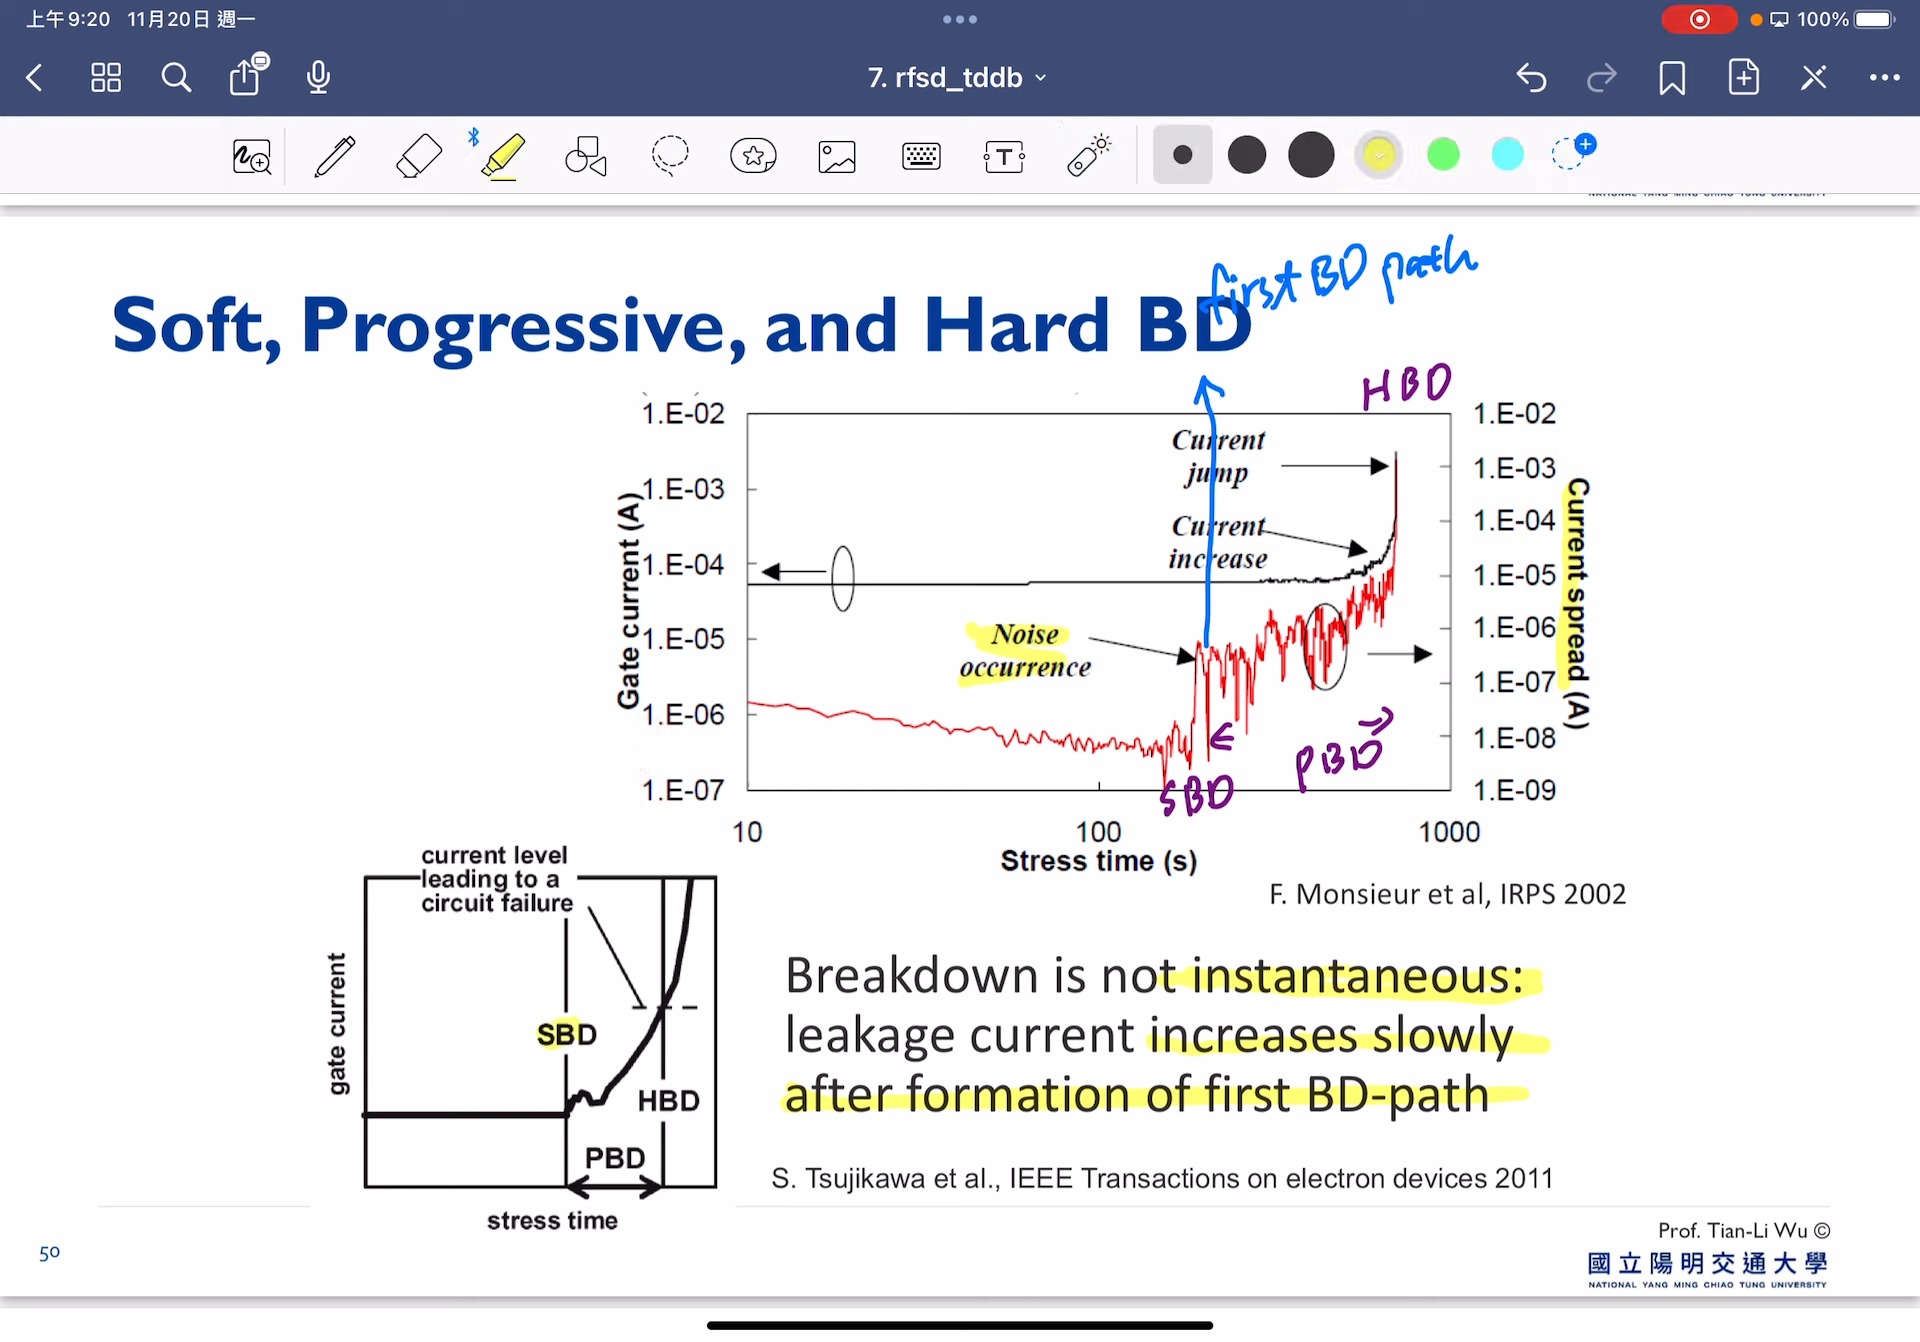 上午9:20 11月20日 週一
100%
7. rfsd_tddb
NATIONAL YANG MING CHIAO TUNG UNIVERSITY
first BD path
Soft, Progressive, and Hard BD
HBD
1.E-02
1.E-03
1.E-04
1.E-05
1.E-06
1.E-07
Gate current (A)
Current
jump
Current
increase
Noise
occurrence
SBD
PBD
1.E-02
1.E-03
1.E-04
1.E-05
1.E-06
1.E-07
1.E-08
1.E-09
Current spread (A)
10
100
1000
Stress time (s)
F. Monsieur et al, IRPS 2002
current level
leading to a
circuit failure
gate current
SBD
HBD
PBD
stress time
Breakdown is not instantaneous:
leakage current increases slowly
after formation of first BD-path
S. Tsujikawa et al., IEEE Transactions on electron devices 2011
50
Prof. Tian-Li Wu ©
國立陽明交通大學
NATIONAL YANG MING CHIAO TUNG UNIVERSITY